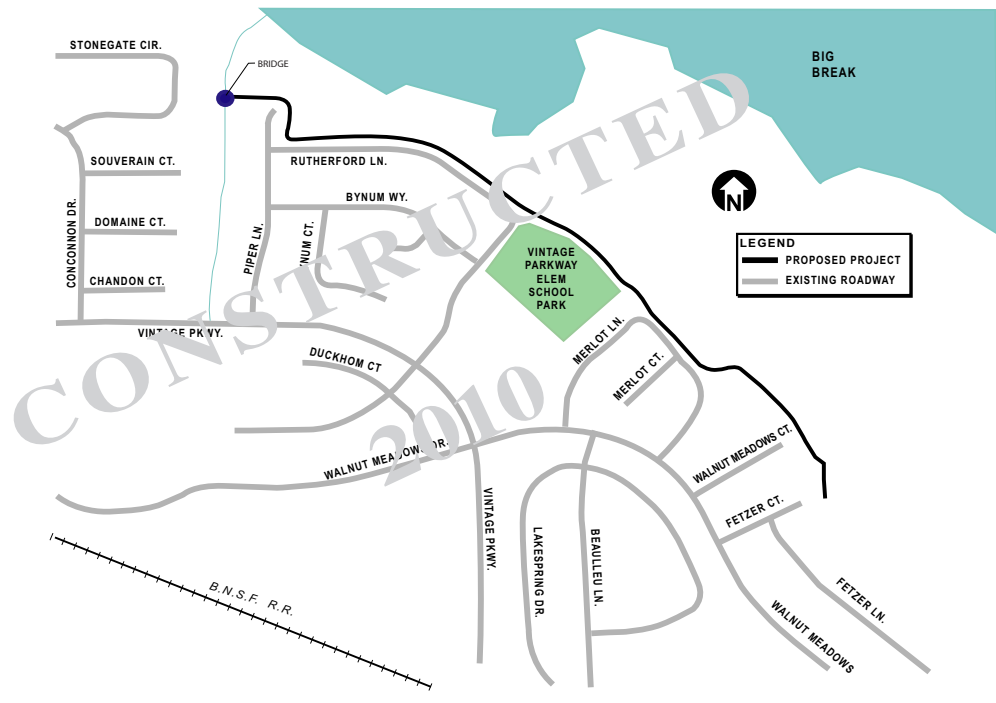 STONEGATE CIR.
BIG
BREAK
BRIDGE
SOUVERAIN CT.
RUTHERFORD LN.
BYNUM WY.
CONCONNON DR.
DOMAINE CT.
PIPER LN.
NUM CT.
CHANDON CT.
N
LEGEND
PROPOSED PROJECT
EXISTING ROADWAY
VINTAGE
PARKWAY
ELEM
SCHOOL
PARK
VINTAGE PKWY.
DUCKHOM CT
MERLOT LN.
MERLOT CT.
CONSTRUCTED
2010
WALNUT MEADOWS DR.
WALNUT MEADOWS CT.
VINTAGE PKWY.
FETZER CT.
LAKESPRING DR.
BEAULLEU LN.
FETZER LN.
WALNUT MEADOWS
B.N.S.F. R.R.